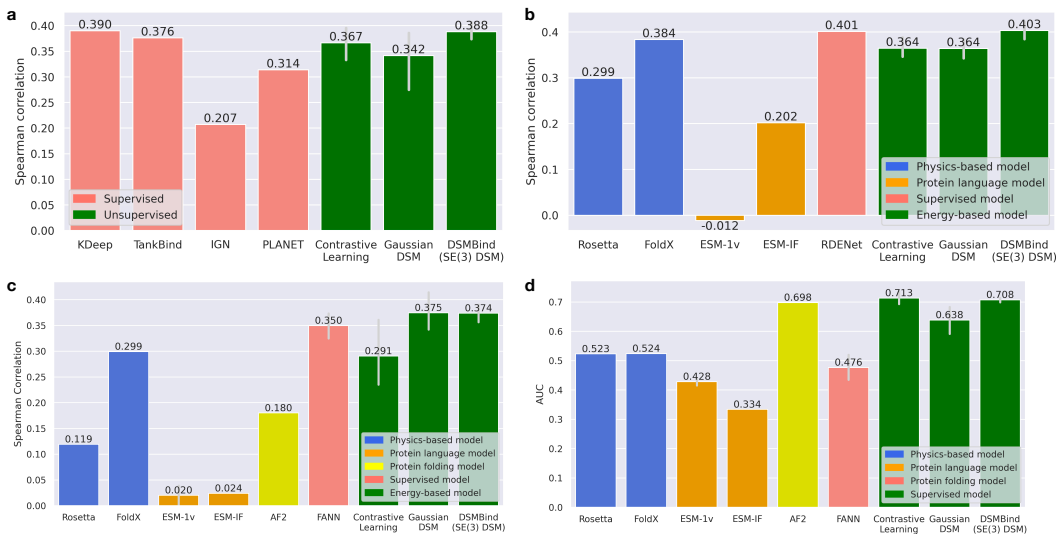 a
Spearman correlation
0.40
0.35
0.30
0.25
0.20
0.15
0.10
0.05
0.00
0.390
0.376
0.207
0.314
0.367
0.342
0.388
Supervised
Unsupervised
KDeep
TankBind
IGN
PLANET
Contrastive
Learning
Gaussian
DSM
DSMBind
(SE(3) DSM)
b
Spearman correlation
0.4
0.3
0.2
0.1
0.0
0.299
0.384
-0.012
0.202
0.401
0.364
0.364
0.403
Physics-based model
Protein language model
Supervised model
Energy-based model
Rosetta
FoldX
ESM-1v
ESM-IF
RDENet
Contrastive
Learning
Gaussian
DSM
DSMBind
(SE(3) DSM)
c
Spearman Correlation
0.40
0.35
0.30
0.25
0.20
0.15
0.10
0.05
0.00
0.119
0.299
0.020
0.024
0.180
0.350
0.291
0.375
0.374
Physics-based model
Protein language model
Protein folding model
Supervised model
Energy-based model
Rosetta
FoldX
ESM-1v
ESM-IF
AF2
FANN
Contrastive
Learning
Gaussian
DSM
DSMBind
(SE(3) DSM)
d
AUC
0.7
0.6
0.5
0.4
0.3
0.2
0.1
0.0
0.523
0.524
0.428
0.334
0.698
0.476
0.713
0.638
0.708
Physics-based model
Protein language model
Protein folding model
Supervised model
Rosetta
FoldX
ESM-1v
ESM-IF
AF2
FANN
Contrastive
Learning
Gaussian
DSM
DSMBind
(SE(3) DSM)